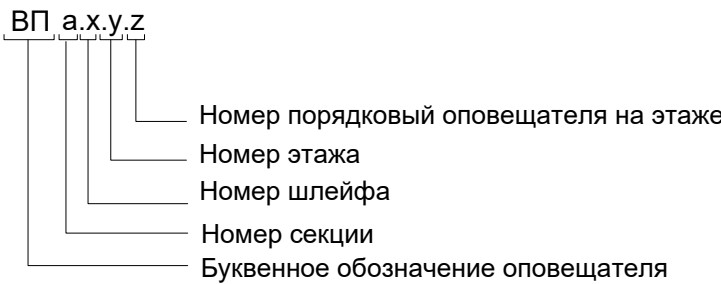 ВП a.x.y.z
Номер порядковый оповещателя на этаже
Номер этажа
Номер шлейфа
Номер секции
Буквенное обозначение оповещателя